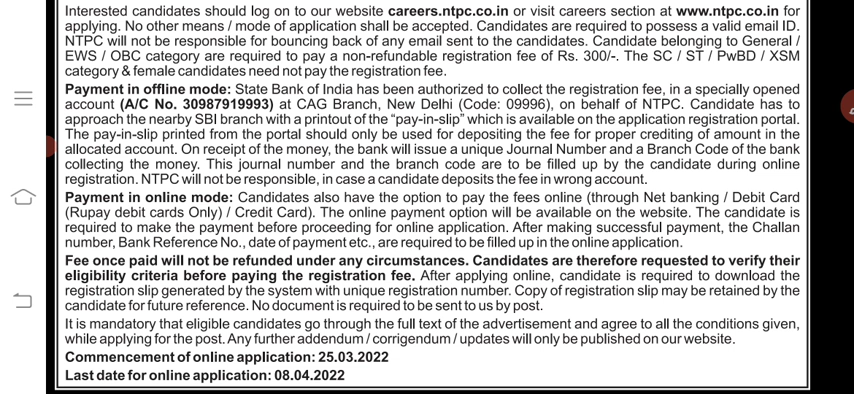 Interested candidates should log on to our website careers.ntpc.co.in or visit careers section at www.ntpc.co.in for
applying. No other means / mode of application shall be accepted. Candidates are required to possess a valid email ID.
NTPC will not be responsible for bouncing back of any email sent to the candidates. Candidate belonging to General /
EWS / OBC category are required to pay a non-refundable registration fee of Rs. 300/-. The SC / ST / PwBD / XSM
category & female candidates need not pay the registration fee.
Payment in offline mode: State Bank of India has been authorized to collect the registration fee, in a specially opened
account (A/C No. 30987919993) at CAG Branch, New Delhi (Code: 09996), on behalf of NTPC. Candidate has to
approach the nearby SBI branch with a printout of the "pay-in-slip" which is available on the application registration portal.
The pay-in-slip printed from the portal should only be used for depositing the fee for proper crediting of amount in the
allocated account. On receipt of the money, the bank will issue a unique Journal Number and a Branch Code of the bank
collecting the money. This journal number and the branch code are to be filled up by the candidate during online
registration. NTPC will not be responsible, in case a candidate deposits the fee in wrong account.
Payment in online mode: Candidates also have the option to pay the fees online (through Net banking / Debit Card
(Rupay debit cards Only) / Credit Card). The online payment option will be available on the website. The candidate is
required to make the payment before proceeding for online application. After making successful payment, the Challan
number, Bank Reference No., date of payment etc., are required to be filled up in the online application.
Fee once paid will not be refunded under any circumstances. Candidates are therefore requested to verify their
eligibility criteria before paying the registration fee. After applying online, candidate is required to download the
registration slip generated by the system with unique registration number. Copy of registration slip may be retained by the
candidate for future reference. No document is required to be sent to us by post.
It is mandatory that eligible candidates go through the full text of the advertisement and agree to all the conditions given,
while applying for the post. Any further addendum / corrigendum / updates will only be published on our website.
Commencement of online application: 25.03.2022
Last date for online application: 08.04.2022